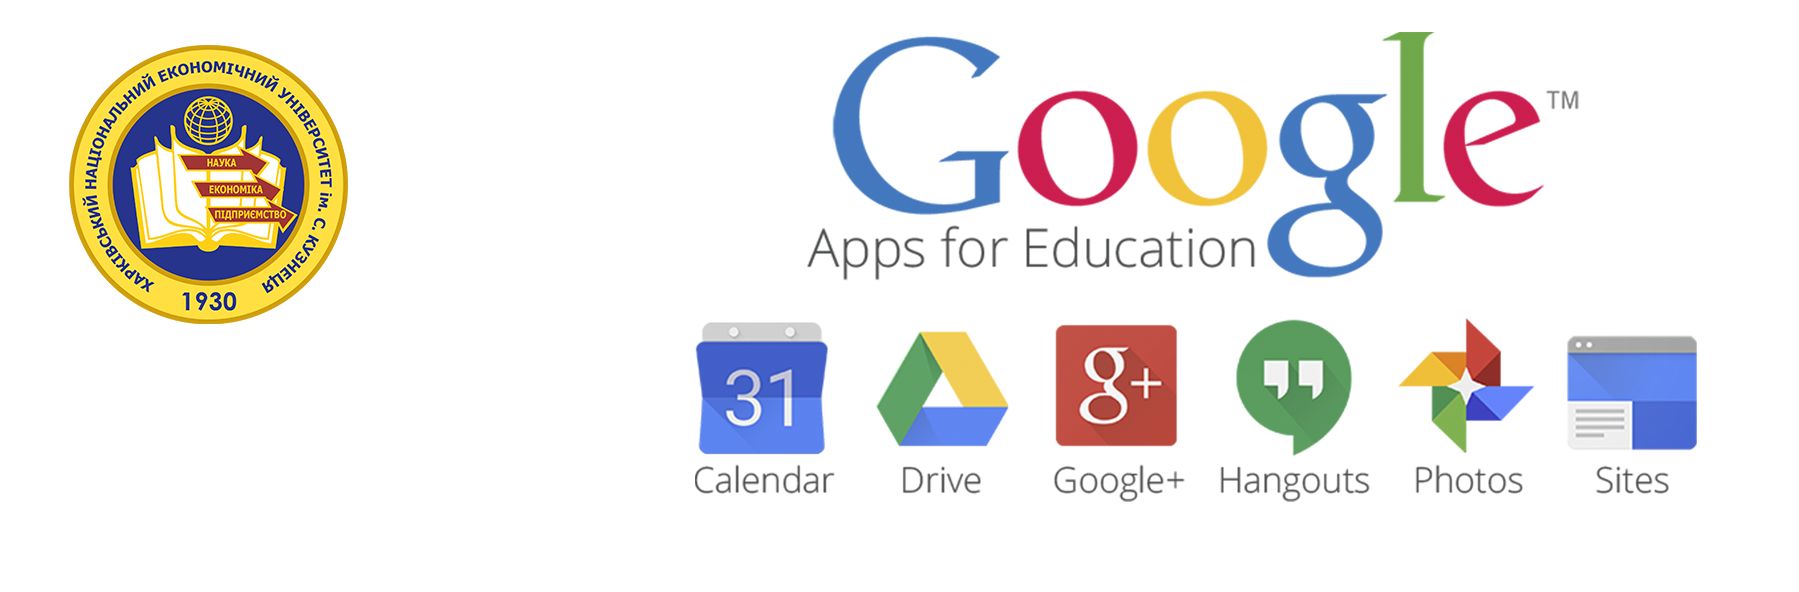 ХАРКІВСЬКИЙ НАЦІОНАЛЬНИЙ ЕКОНОМІЧНИЙ УНІВЕРСИТЕТ ім. С. КУЗНЕЦЯ
НАУКА
ЕКОНОМІКА
ПІДПРИЄМСТВО
1930
Google™
Apps for Education
31
g+
Calendar
Drive
Google+
Hangouts
Photos
Sites